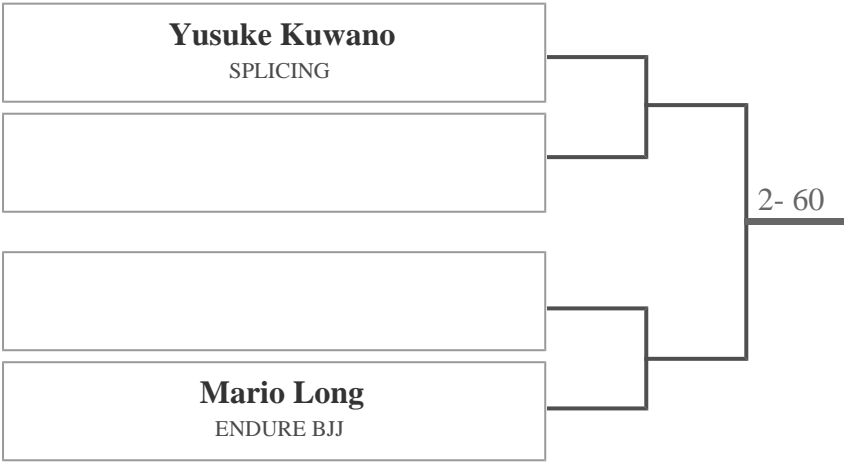 Yusuke Kuwano
SPLICING
2- 60
Mario Long
ENDURE BJJ